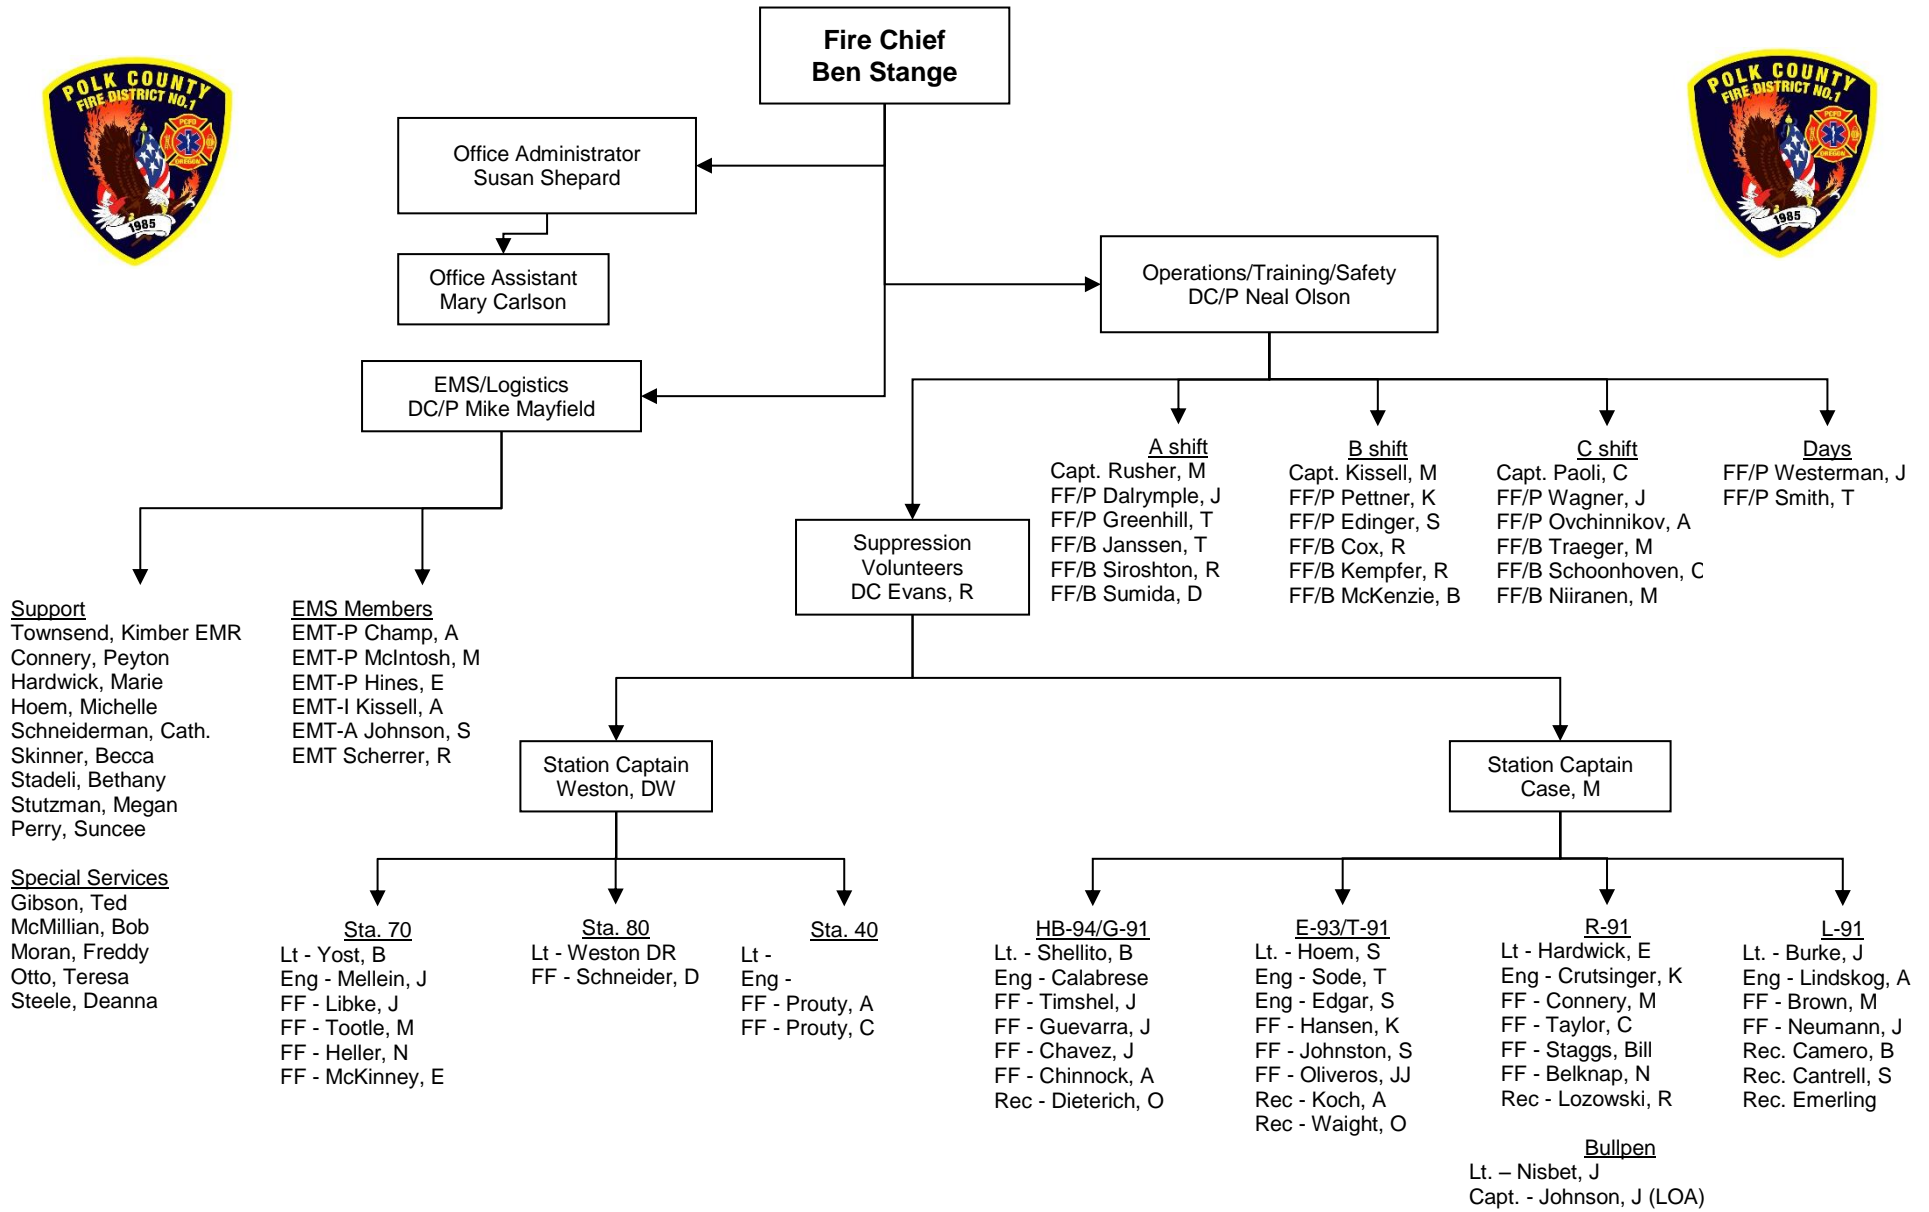 Fire Chief
Ben Stange
POLK COUNTY
FIRE DISTRICT NO.1
PCFD
OREGON
1985
POLK COUNTY
FIRE DISTRICT NO.1
PCFD
OREGON
1985
Office Administrator
Susan Shepard
Office Assistant
Mary Carlson
Operations/Training/Safety
DC/P Neal Olson
EMS/Logistics
DC/P Mike Mayfield
A shift
Capt. Rusher, M
FF/P Dalrymple, J
FF/P Greenhill, T
FF/B Janssen, T
FF/B Siroshton, R
FF/B Sumida, D
B shift
Capt. Kissell, M
FF/P Pettner, K
FF/P Edinger, S
FF/B Cox, R
FF/B Kempfer, R
FF/B McKenzie, B
C shift
Capt. Paoli, C
FF/P Wagner, J
FF/P Ovchinnikov, A
FF/B Traeger, M
FF/B Schoonhoven, C
FF/B Niiranen, M
Days
FF/P Westerman, J
FF/P Smith, T
Suppression
Volunteers
DC Evans, R
Support
Townsend, Kimber EMR
Connery, Peyton
Hardwick, Marie
Hoem, Michelle
Schneiderman, Cath.
Skinner, Becca
Stadeli, Bethany
Stutzman, Megan
Perry, Suncee
Special Services
Gibson, Ted
McMillian, Bob
Moran, Freddy
Otto, Teresa
Steele, Deanna
EMS Members
EMT-P Champ, A
EMT-P McIntosh, M
EMT-P Hines, E
EMT-I Kissell, A
EMT-A Johnson, S
EMT Scherrer, R
Station Captain
Weston, DW
Station Captain
Case, M
Sta. 70
Lt - Yost, B
Eng - Mellein, J
FF - Libke, J
FF - Tootle, M
FF - Heller, N
FF - McKinney, E
Sta. 80
Lt - Weston DR
FF - Schneider, D
Sta. 40
Lt -
Eng -
FF - Prouty, A
FF - Prouty, C
HB-94/G-91
Lt. - Shellito, B
Eng - Calabrese
FF - Timshel, J
FF - Guevarra, J
FF - Chavez, J
FF - Chinnock, A
Rec - Dieterich, O
E-93/T-91
Lt. - Hoem, S
Eng - Sode, T
Eng - Edgar, S
FF - Hansen, K
FF - Johnston, S
FF - Oliveros, JJ
Rec - Koch, A
Rec - Waight, O
R-91
Lt - Hardwick, E
Eng - Crutsinger, K
FF - Connery, M
FF - Taylor, C
FF - Staggs, Bill
FF - Belknap, N
Rec - Lozowski, R
L-91
Lt. - Burke, J
Eng - Lindskog, A
FF - Brown, M
FF - Neumann, J
Rec. Camero, B
Rec. Cantrell, S
Rec. Emerling
Bullpen
Lt. – Nisbet, J
Capt. - Johnson, J (LOA)